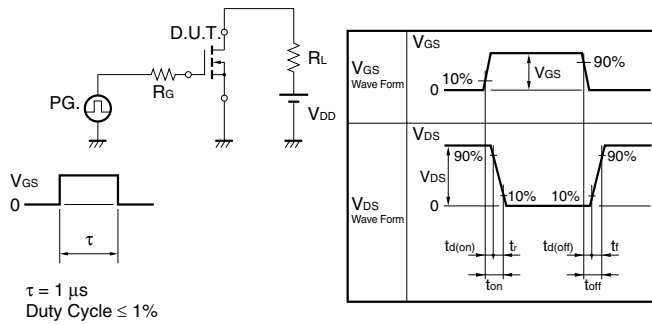 D.U.T.
RL
RG
PG.
VDD
VGS
0
τ
τ = 1 μs
Duty Cycle ≤ 1%
VGS
Wave Form
VGS
10%
0
VGS
90%
VDS
Wave Form
VDS
90%
VDS
0
10%
10%
90%
td(on)
tr
td(off)
tf
ton
toff